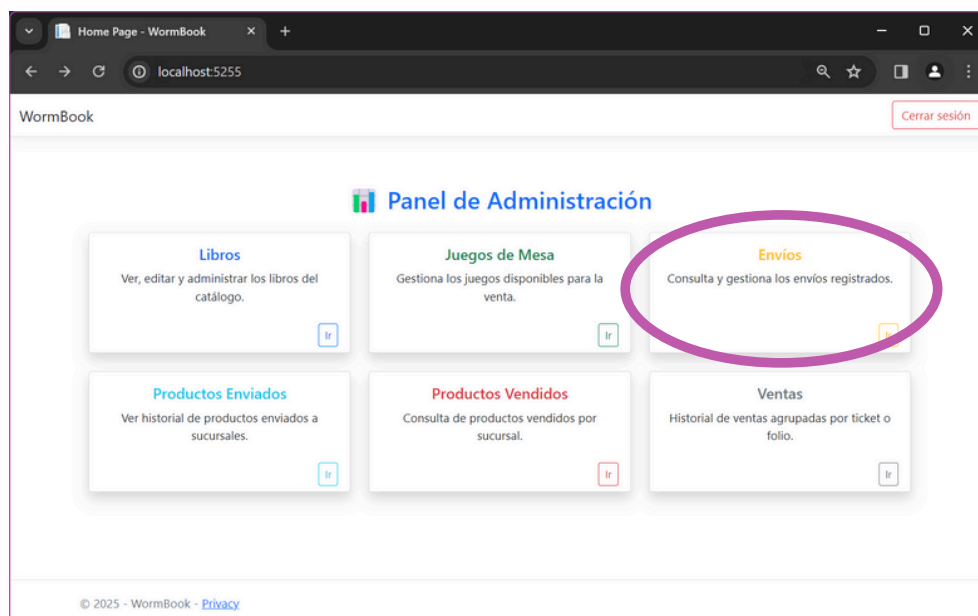 Home Page - WormBook
localhost:5255
WormBook
Cerrar sesión
Panel de Administración
Libros
Ver, editar y administrar los libros del
catálogo.
Ir
Juegos de Mesa
Gestiona los juegos disponibles para la
venta.
Ir
Envíos
Consulta y gestiona los envíos registrados.
Ir
Productos Enviados
Ver historial de productos enviados a
sucursales.
Ir
Productos Vendidos
Consulta de productos vendidos por
sucursal.
Ir
Ventas
Historial de ventas agrupadas por ticket o
folio.
Ir
© 2025 - WormBook - Privacy